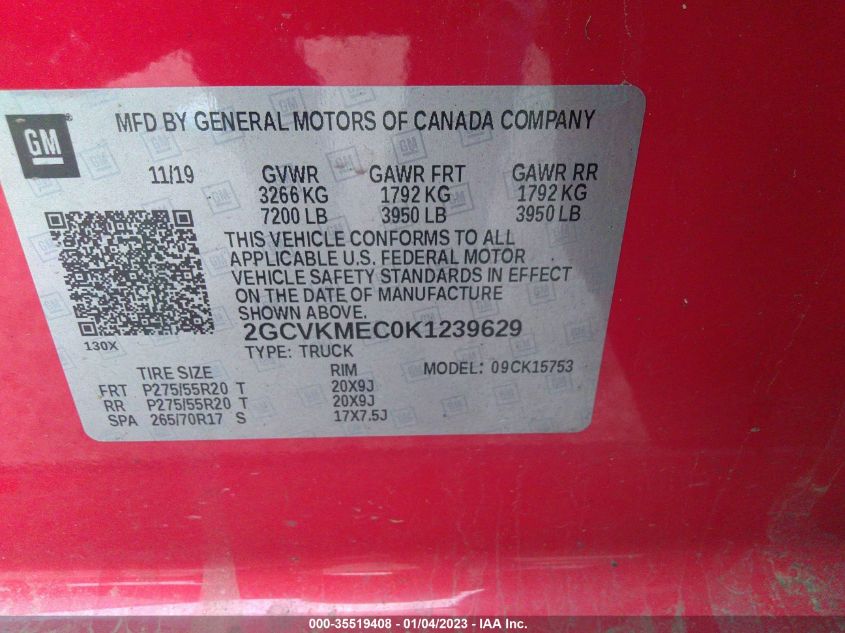 GM
MFD BY GENERAL MOTORS OF CANADA COMPANY
11/19 GVWR GAWR FRT GAWR RR
3266 KG 1792 KG 1792 KG
7200 LB 3950 LB 3950 LB
THIS VEHICLE CONFORMS TO ALL
APPLICABLE U.S. FEDERAL MOTOR
VEHICLE SAFETY STANDARDS IN EFFECT
ON THE DATE OF MANUFACTURE
SHOWN ABOVE.
2GCVKMEC0K1239629
130X
TYPE: TRUCK
TIRE SIZE RIM MODEL: 09CK15753
FRT P275/55R20 T 20X9J
RR P275/55R20 T 20X9J
SPA 265/70R17 S 17X7.5J
000-35519408 - 01/04/2023 - IAA Inc.